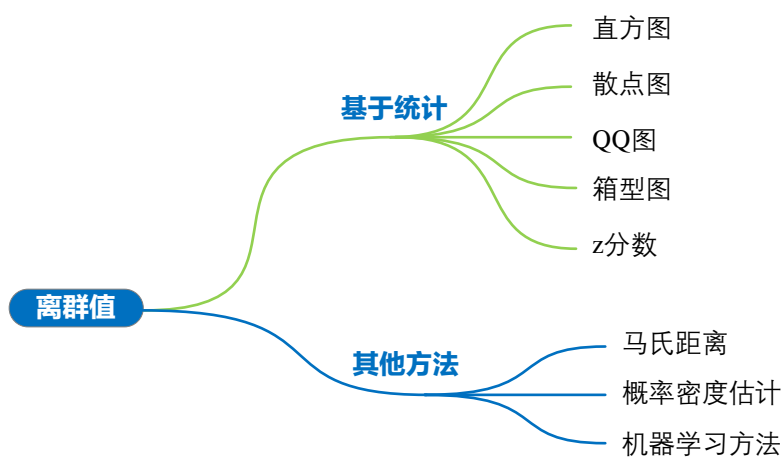 离群值
基于统计
直方图
散点图
QQ图
箱型图
z分数
其他方法
马氏距离
概率密度估计
机器学习方法